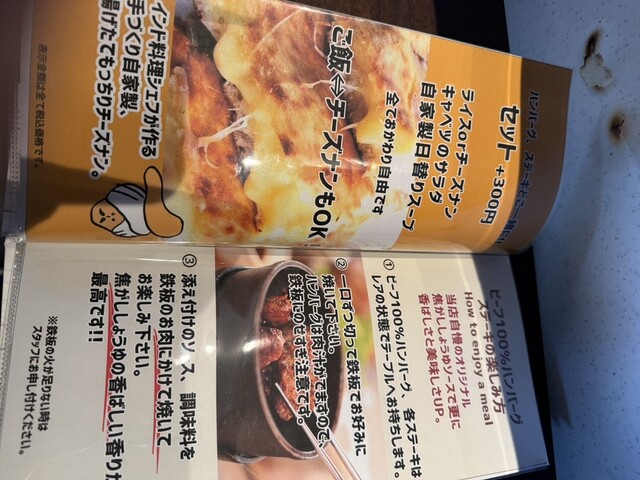 ハンバーグ、ステーキと
セット +300円
ライスorチーズナン
キャベツのサラダ
自家製日替りスープ
全ておかわり自由です
ご飯⇔チーズナンもOK!
インド料理シェフが作る
手づくり自家製、
揚げたてもっちりチーズナン。
表示金額は全て税込価格です。
ビーフ100%ハンバーグ
ステーキの楽しみ方
How to enjoy a meal
当店自慢のオリジナル
焦がししょうゆソースで更に
香ばしさと美味しさUP。
① ビーフ100%ハンバーグ、各ステーキは
レアの状態でテーブルへお持ちします。
② 一口ずつ切って鉄板でお好みに
焼いて下さい。
ハンバーグは肉汁がでますので、
鉄板にのせすぎ注意です。
③ 添え付けのソース、調味料を
鉄板のお肉にかけて焼いて
お楽しみ下さい。
焦がししょうゆの香ばしい香りが
最高です!!
※鉄板の火が足りない時は
スタッフにお申し付けください。